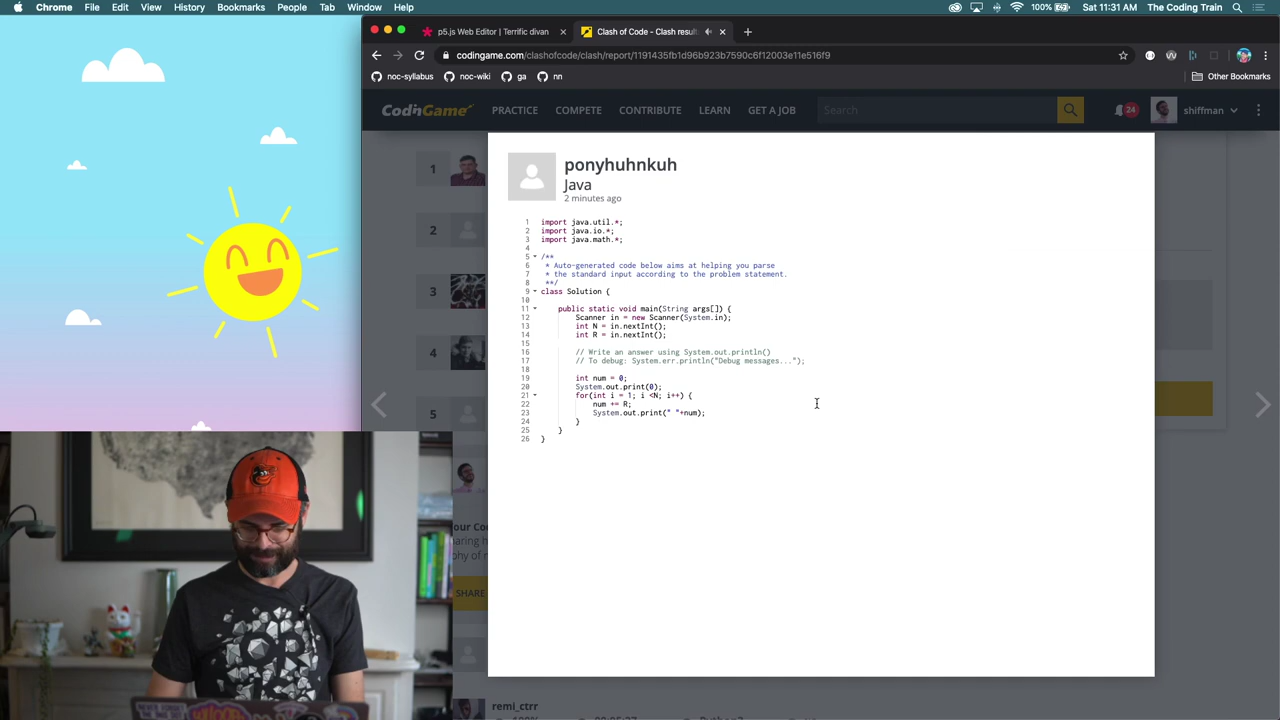 Chrome File Edit View History Bookmarks People Tab Window Help
100% Sat 11:31 AM The Coding Train
p5.js Web Editor | Terrific divan
Clash of Code - Clash resul
codingame.com/clashofcode/clash/report/1191435fb1d96b923b7590c6f12003e11e516f9
noc-syllabus noc-wiki ga nn Other Bookmarks
CodinGame PRACTICE COMPETE CONTRIBUTE LEARN GET A JOB Search 24 shiffman
1
2
3
4
5
ponyhuhnkuh
Java
2 minutes ago
1 import java.util.*;
2 import java.io.*;
3 import java.math.*;
4
5 /**
6 * Auto-generated code below aims at helping you parse
7 * the standard input according to the problem statement.
8 **/
9 class Solution {
10
11 public static void main(String args[]) {
12 Scanner in = new Scanner(System.in);
13 int N = in.nextInt();
14 int R = in.nextInt();
15
16 // Write an answer using System.out.println()
17 // To debug: System.err.println("Debug messages...");
18
19 int num = 0;
20 System.out.print(0);
21 for(int i = 1; i <N; i++) {
22 num += R;
23 System.out.print(" "+num);
24 }
25 }
26 }
our Co
haring h
phy of r
SHARE
remi_ctrr